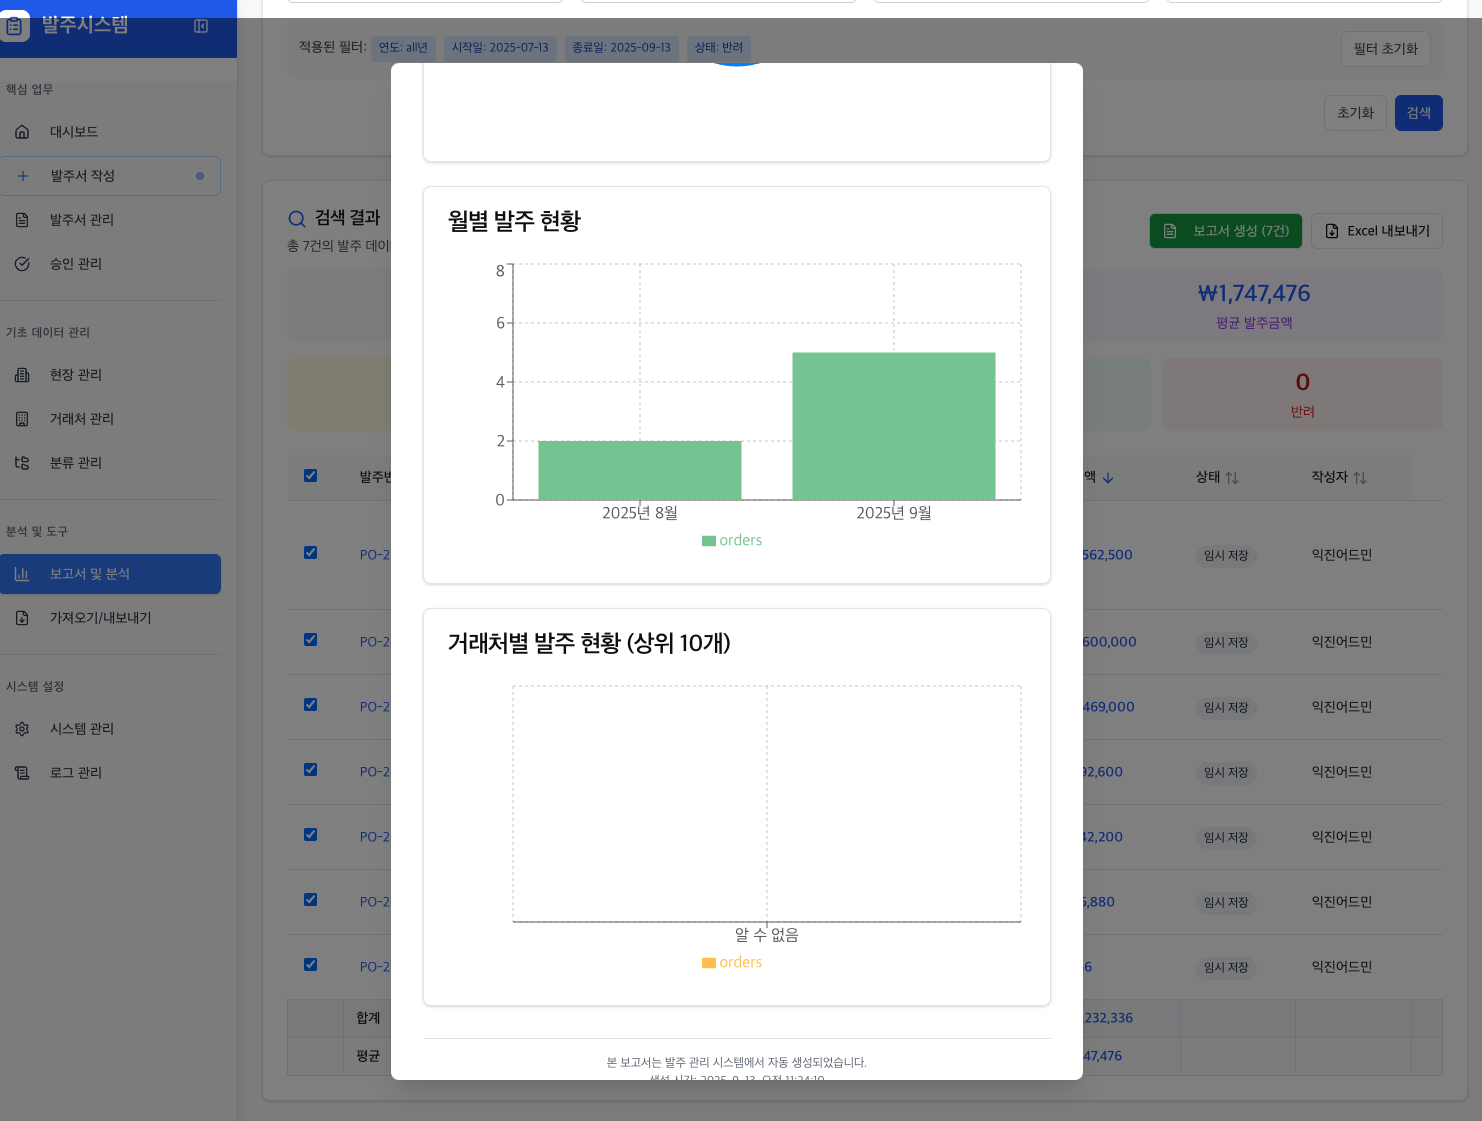 발주시스템
핵심 업무
대시보드
발주서 작성
발주서 관리
승인 관리
기초 데이터 관리
현장 관리
거래처 관리
분류 관리
분석 및 도구
보고서 및 분석
가져오기/내보내기
시스템 설정
시스템 관리
로그 관리
적용된 필터: 연도: all년 시작일: 2025-07-13 종료일: 2025-09-13 상태: 반려
필터 초기화
초기화 검색
검색 결과
총 7건의 발주 데이
보고서 생성 (7건) Excel 내보내기
₩1,747,476
평균 발주금액
0
반려
발주번
액 상태 작성자
PO-2 562,500 임시 저장 익진어드민
PO-2 600,000 임시 저장 익진어드민
PO-2 469,000 임시 저장 익진어드민
PO-2 92,600 임시 저장 익진어드민
PO-2 42,200 임시 저장 익진어드민
PO-2 5,880 임시 저장 익진어드민
PO-2 6 임시 저장 익진어드민
합계 232,336
평균 47,476
월별 발주 현황
8
6
4
2
0
2025년 8월 2025년 9월
orders
거래처별 발주 현황 (상위 10개)
알 수 없음
orders
본 보고서는 발주 관리 시스템에서 자동 생성되었습니다.
생성 시간: 2025. 9. 13. 오전 11:24:10